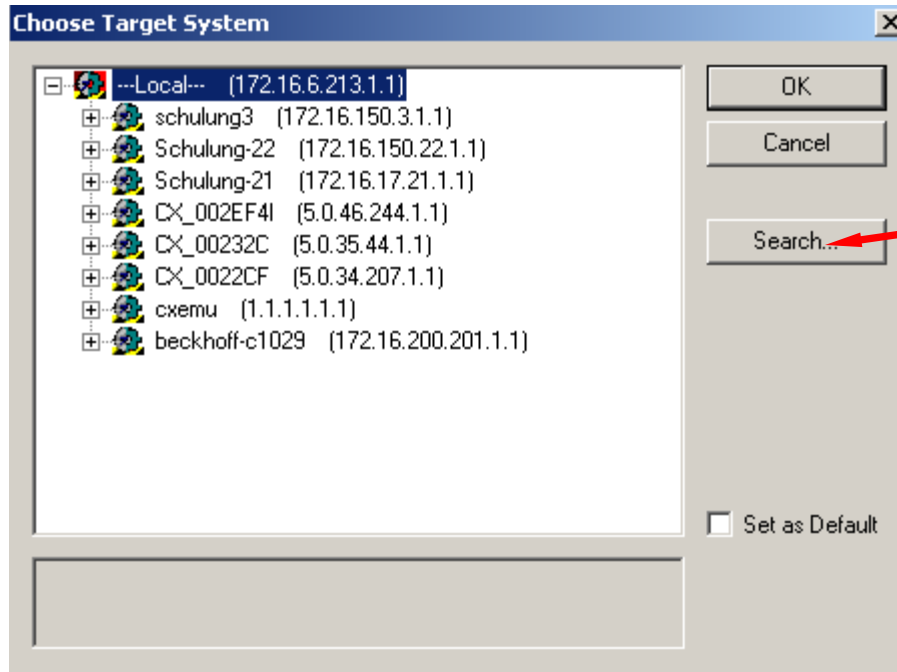 Choose Target System
---Local--- (172.16.6.213.1.1)
schulung3 (172.16.150.3.1.1)
Schulung-22 (172.16.150.22.1.1)
Schulung-21 (172.16.17.21.1.1)
CX_002EF4I (5.0.46.244.1.1)
CX_00232C (5.0.35.44.1.1)
CX_0022CF (5.0.34.207.1.1)
cxemu (1.1.1.1.1.1)
beckhoff-c1029 (172.16.200.201.1.1)
OK
Cancel
Search...
Set as Default